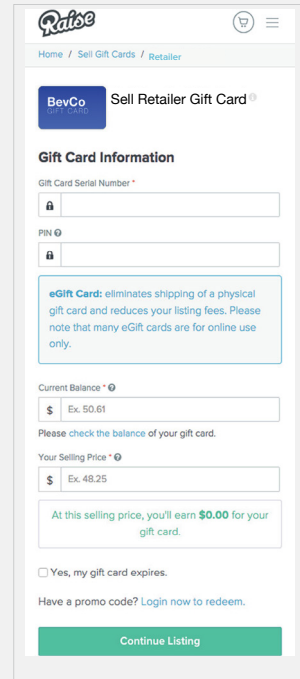 Raise
Home / Sell Gift Cards / Retailer
BevCo
GIFT CARD
Sell Retailer Gift Card
Gift Card Information
Gift Card Serial Number *
PIN
eGift Card: eliminates shipping of a physical
gift card and reduces your listing fees. Please
note that many eGift cards are for online use
only.
Current Balance *
$ Ex. 50.61
Please check the balance of your gift card.
Your Selling Price *
$ Ex. 48.25
At this selling price, you'll earn $0.00 for your
gift card.
Yes, my gift card expires.
Have a promo code? Login now to redeem.
Continue Listing